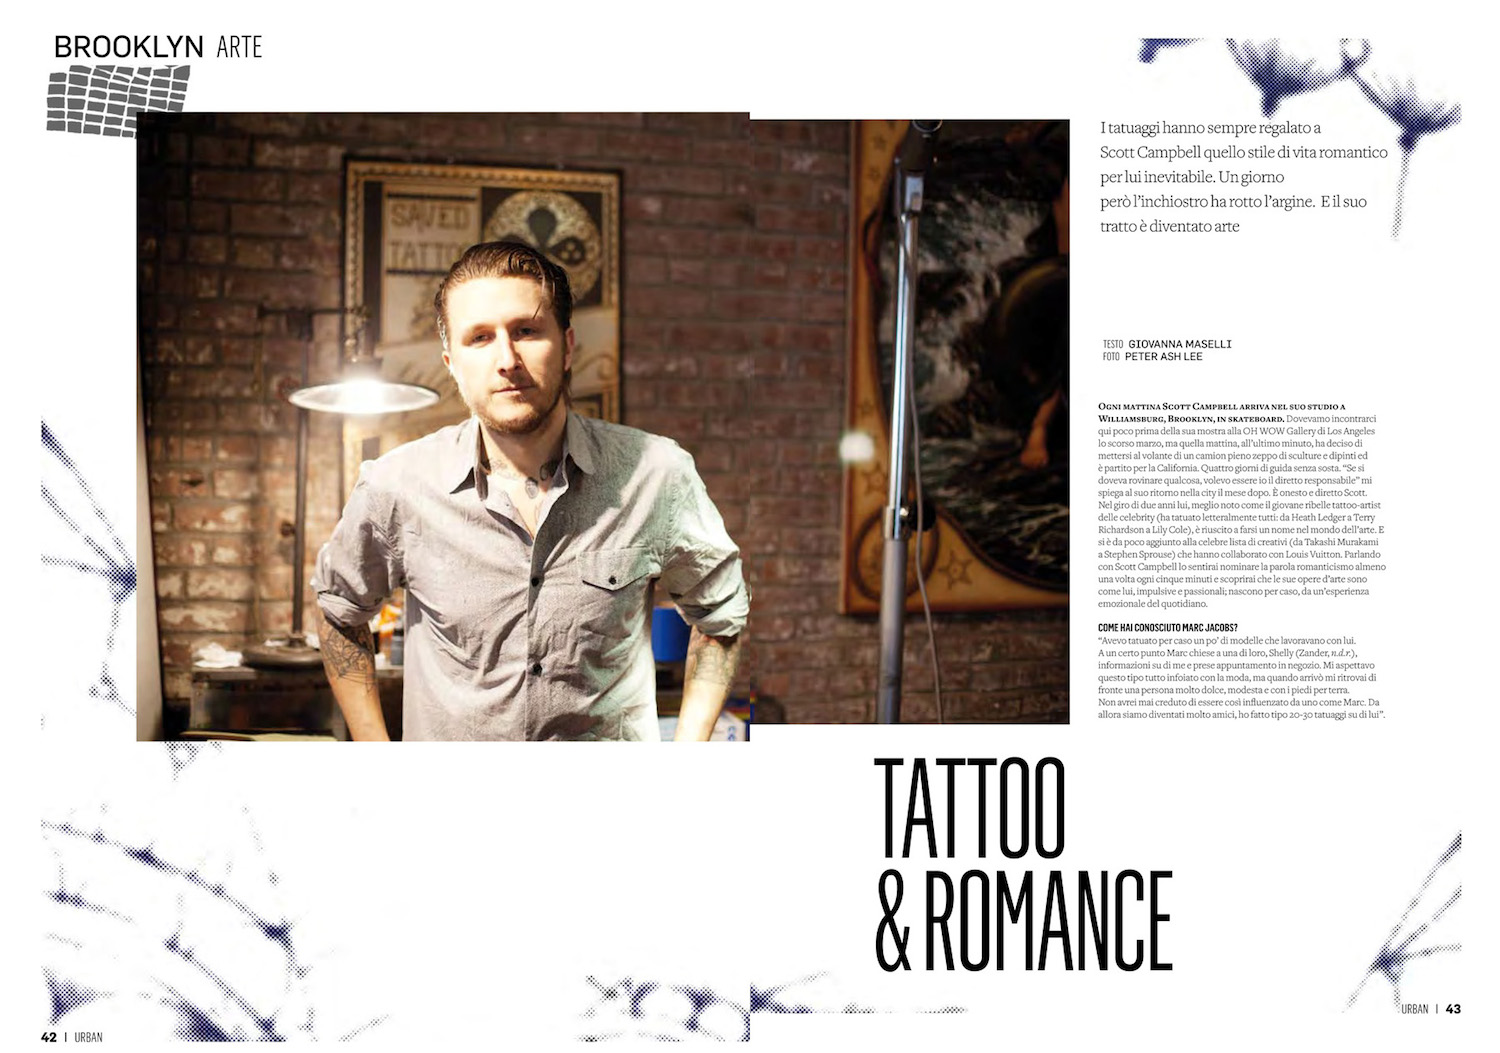 BROOKLYN ARTE
SAVED
TATTOO
I tatuaggi hanno sempre regalato a
Scott Campbell quello stile di vita romantico
per lui inevitabile. Un giorno
però l'inchiostro ha rotto l'argine. E il suo
tratto è diventato arte
TESTO GIOVANNA MASELLI
FOTO PETER ASH LEE
OGNI MATTINA SCOTT CAMPBELL ARRIVA NEL SUO STUDIO A
WILLIAMSBURG, BROOKLYN, IN SKATEBOARD. Dovevamo incontrarci
qui poco prima della sua mostra alla OH WOW Gallery di Los Angeles
lo scorso marzo, ma quella mattina, all'ultimo minuto, ha deciso di
mettersi al volante di un camion pieno zeppo di sculture e dipinti ed
è partito per la California. Quattro giorni di guida senza sosta. "Se si
doveva rovinare qualcosa, volevo essere io il diretto responsabile" mi
spiega al suo ritorno nella city il mese dopo. È onesto e diretto Scott.
Nel giro di due anni lui, meglio noto come il giovane ribelle tattoo-artist
delle celebrity (ha tatuato letteralmente tutti: da Heath Ledger a Terry
Richardson a Lily Cole), è riuscito a farsi un nome nel mondo dell'arte. E
si è da poco aggiunto alla celebre lista di creativi (da Takashi Murakami
a Stephen Sprouse) che hanno collaborato con Louis Vuitton. Parlando
con Scott Campbell lo sentirai nominare la parola romanticismo almeno
una volta ogni cinque minuti e scoprirai che le sue opere d'arte sono
come lui, impulsive e passionali; nascono per caso, da un'esperienza
emozionale del quotidiano.
COME HAI CONOSCIUTO MARC JACOBS?
"Avevo tatuato per caso un po' di modelle che lavoravano con lui.
A un certo punto Marc chiese a una di loro, Shelly (Zander, n.d.r.),
informazioni su di me e prese appuntamento in negozio. Mi aspettavo
questo tipo tutto infoiato con la moda, ma quando arrivò mi ritrovai di
fronte una persona molto dolce, modesta e con i piedi per terra.
Non avrei mai creduto di essere così influenzato da uno come Marc. Da
allora siamo diventati molto amici, ho fatto tipo 20-30 tatuaggi su di lui".
TATTOO
& ROMANCE
42 | URBAN
URBAN | 43